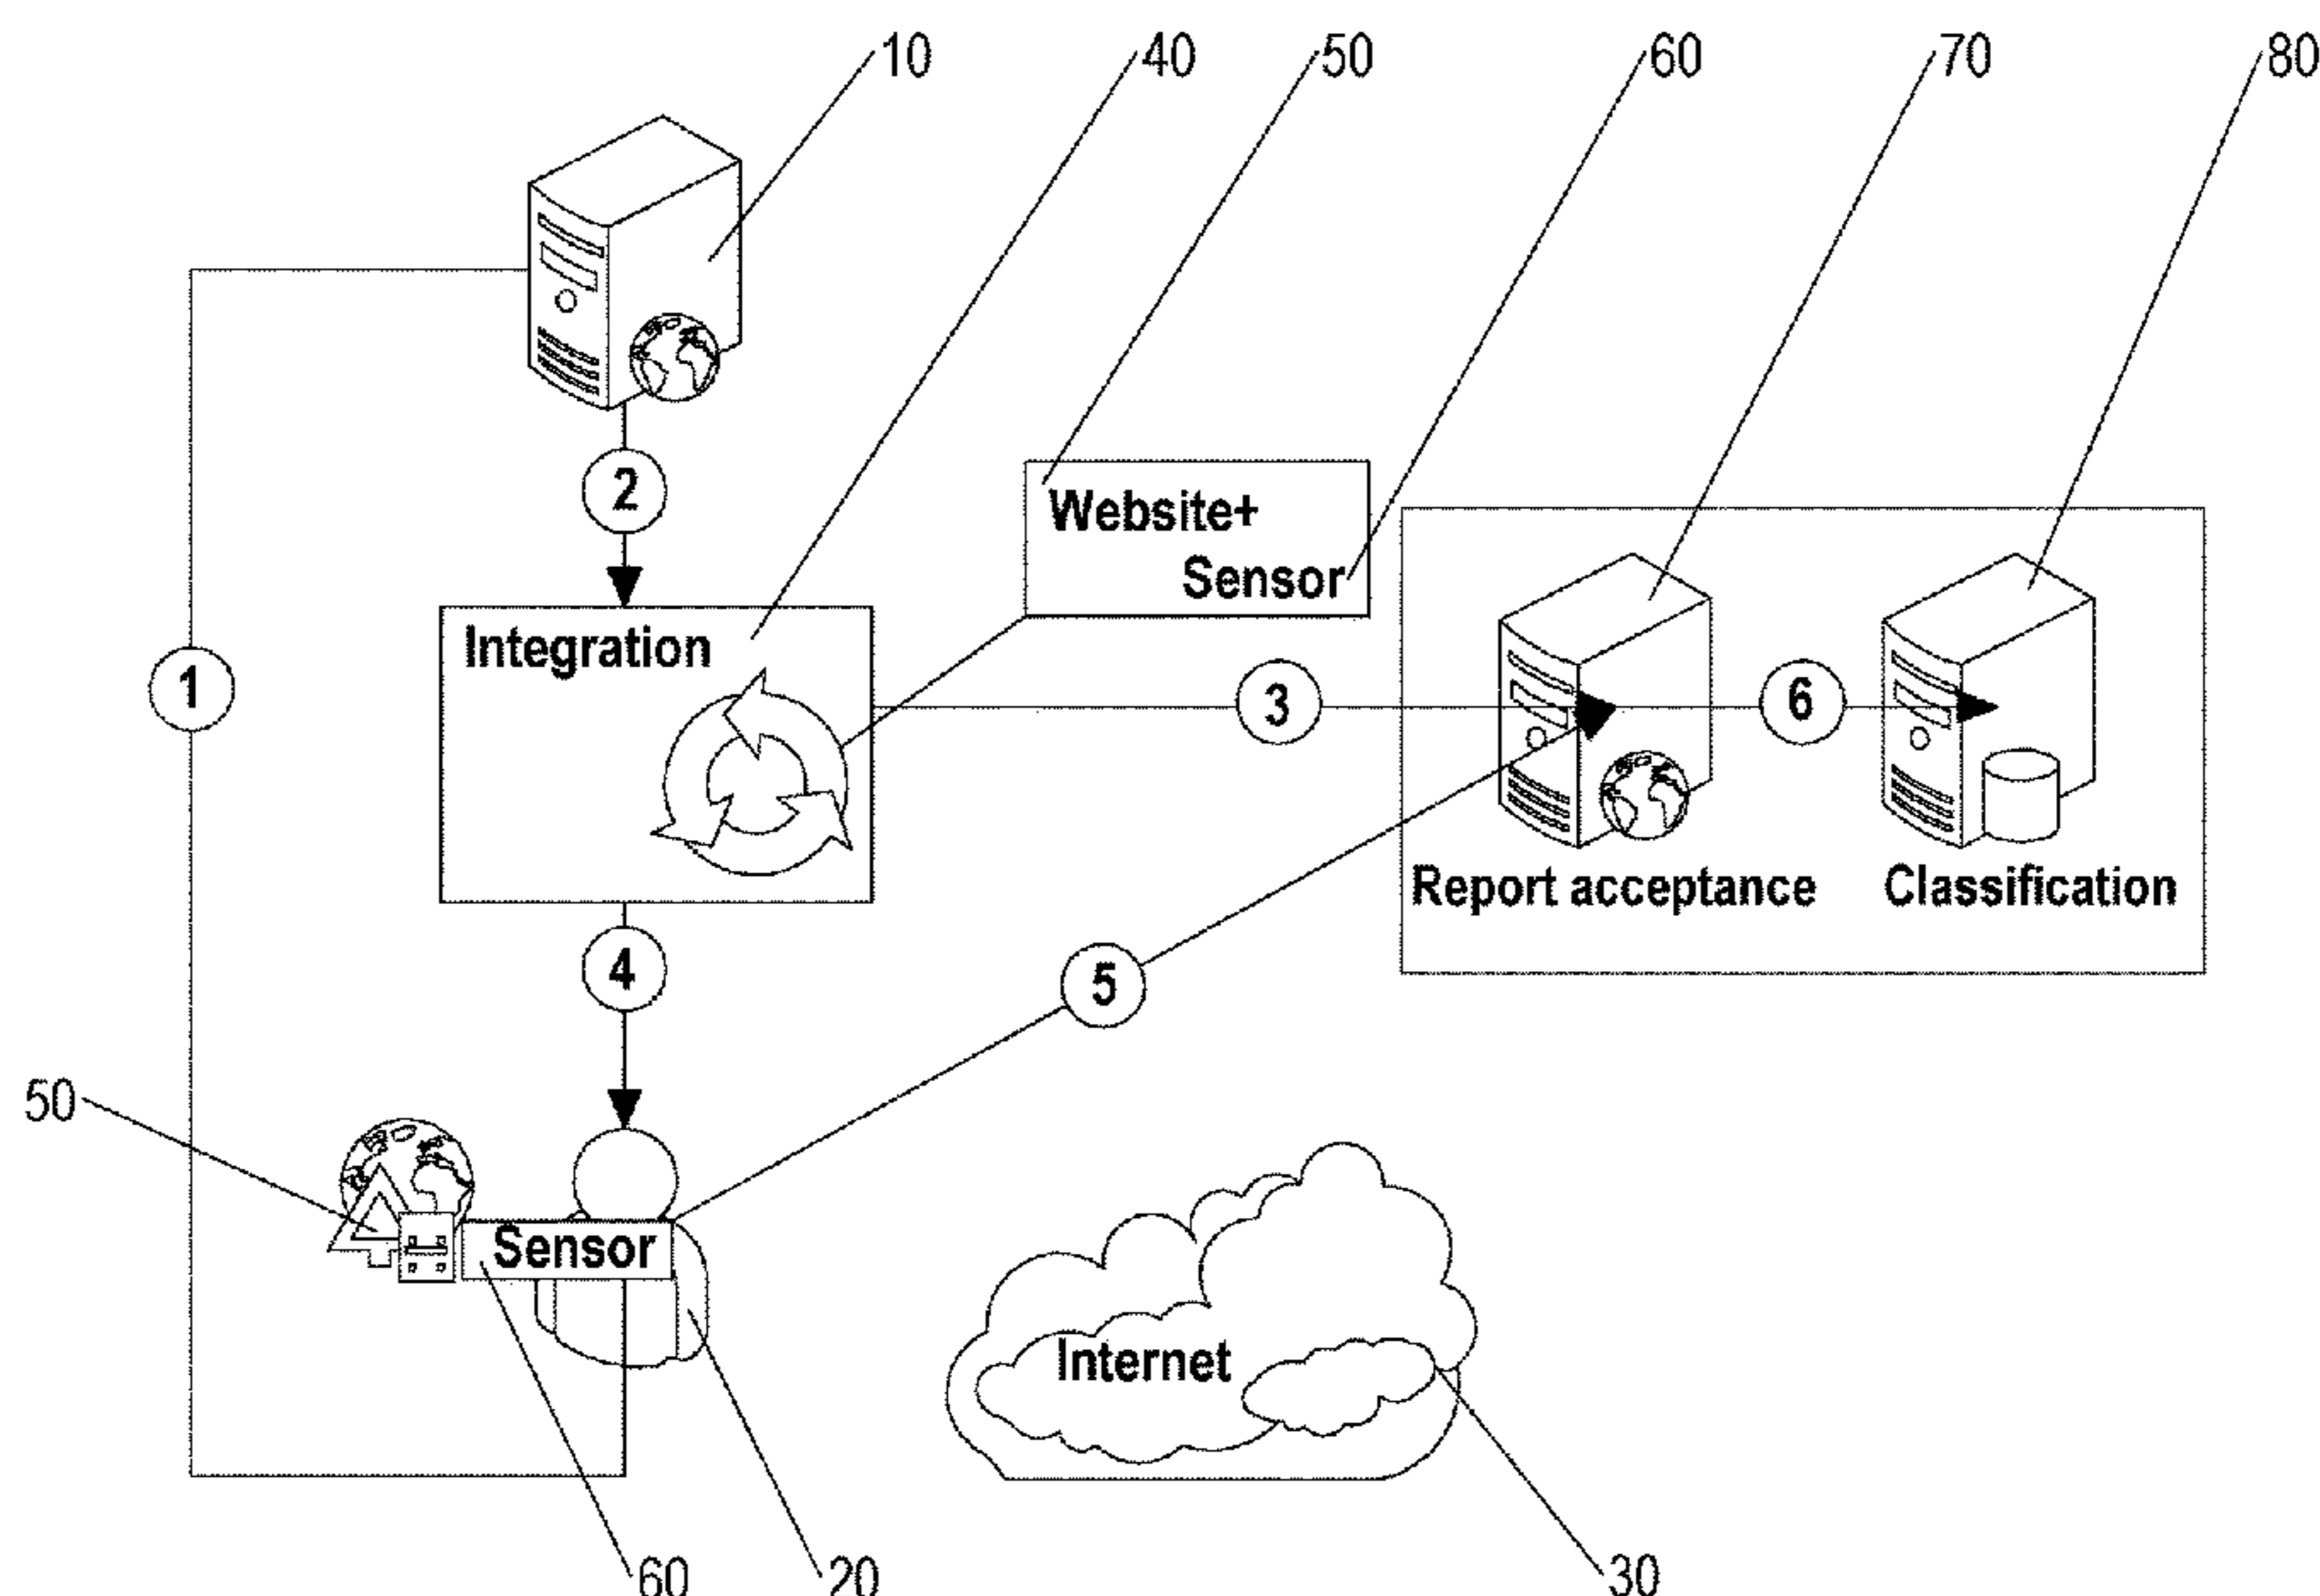 10
40
50
60
70
80
2
Website+
Sensor
Integration
1
3
6
Report acceptance
Classification
4
5
50
Sensor
Internet
60
20
30